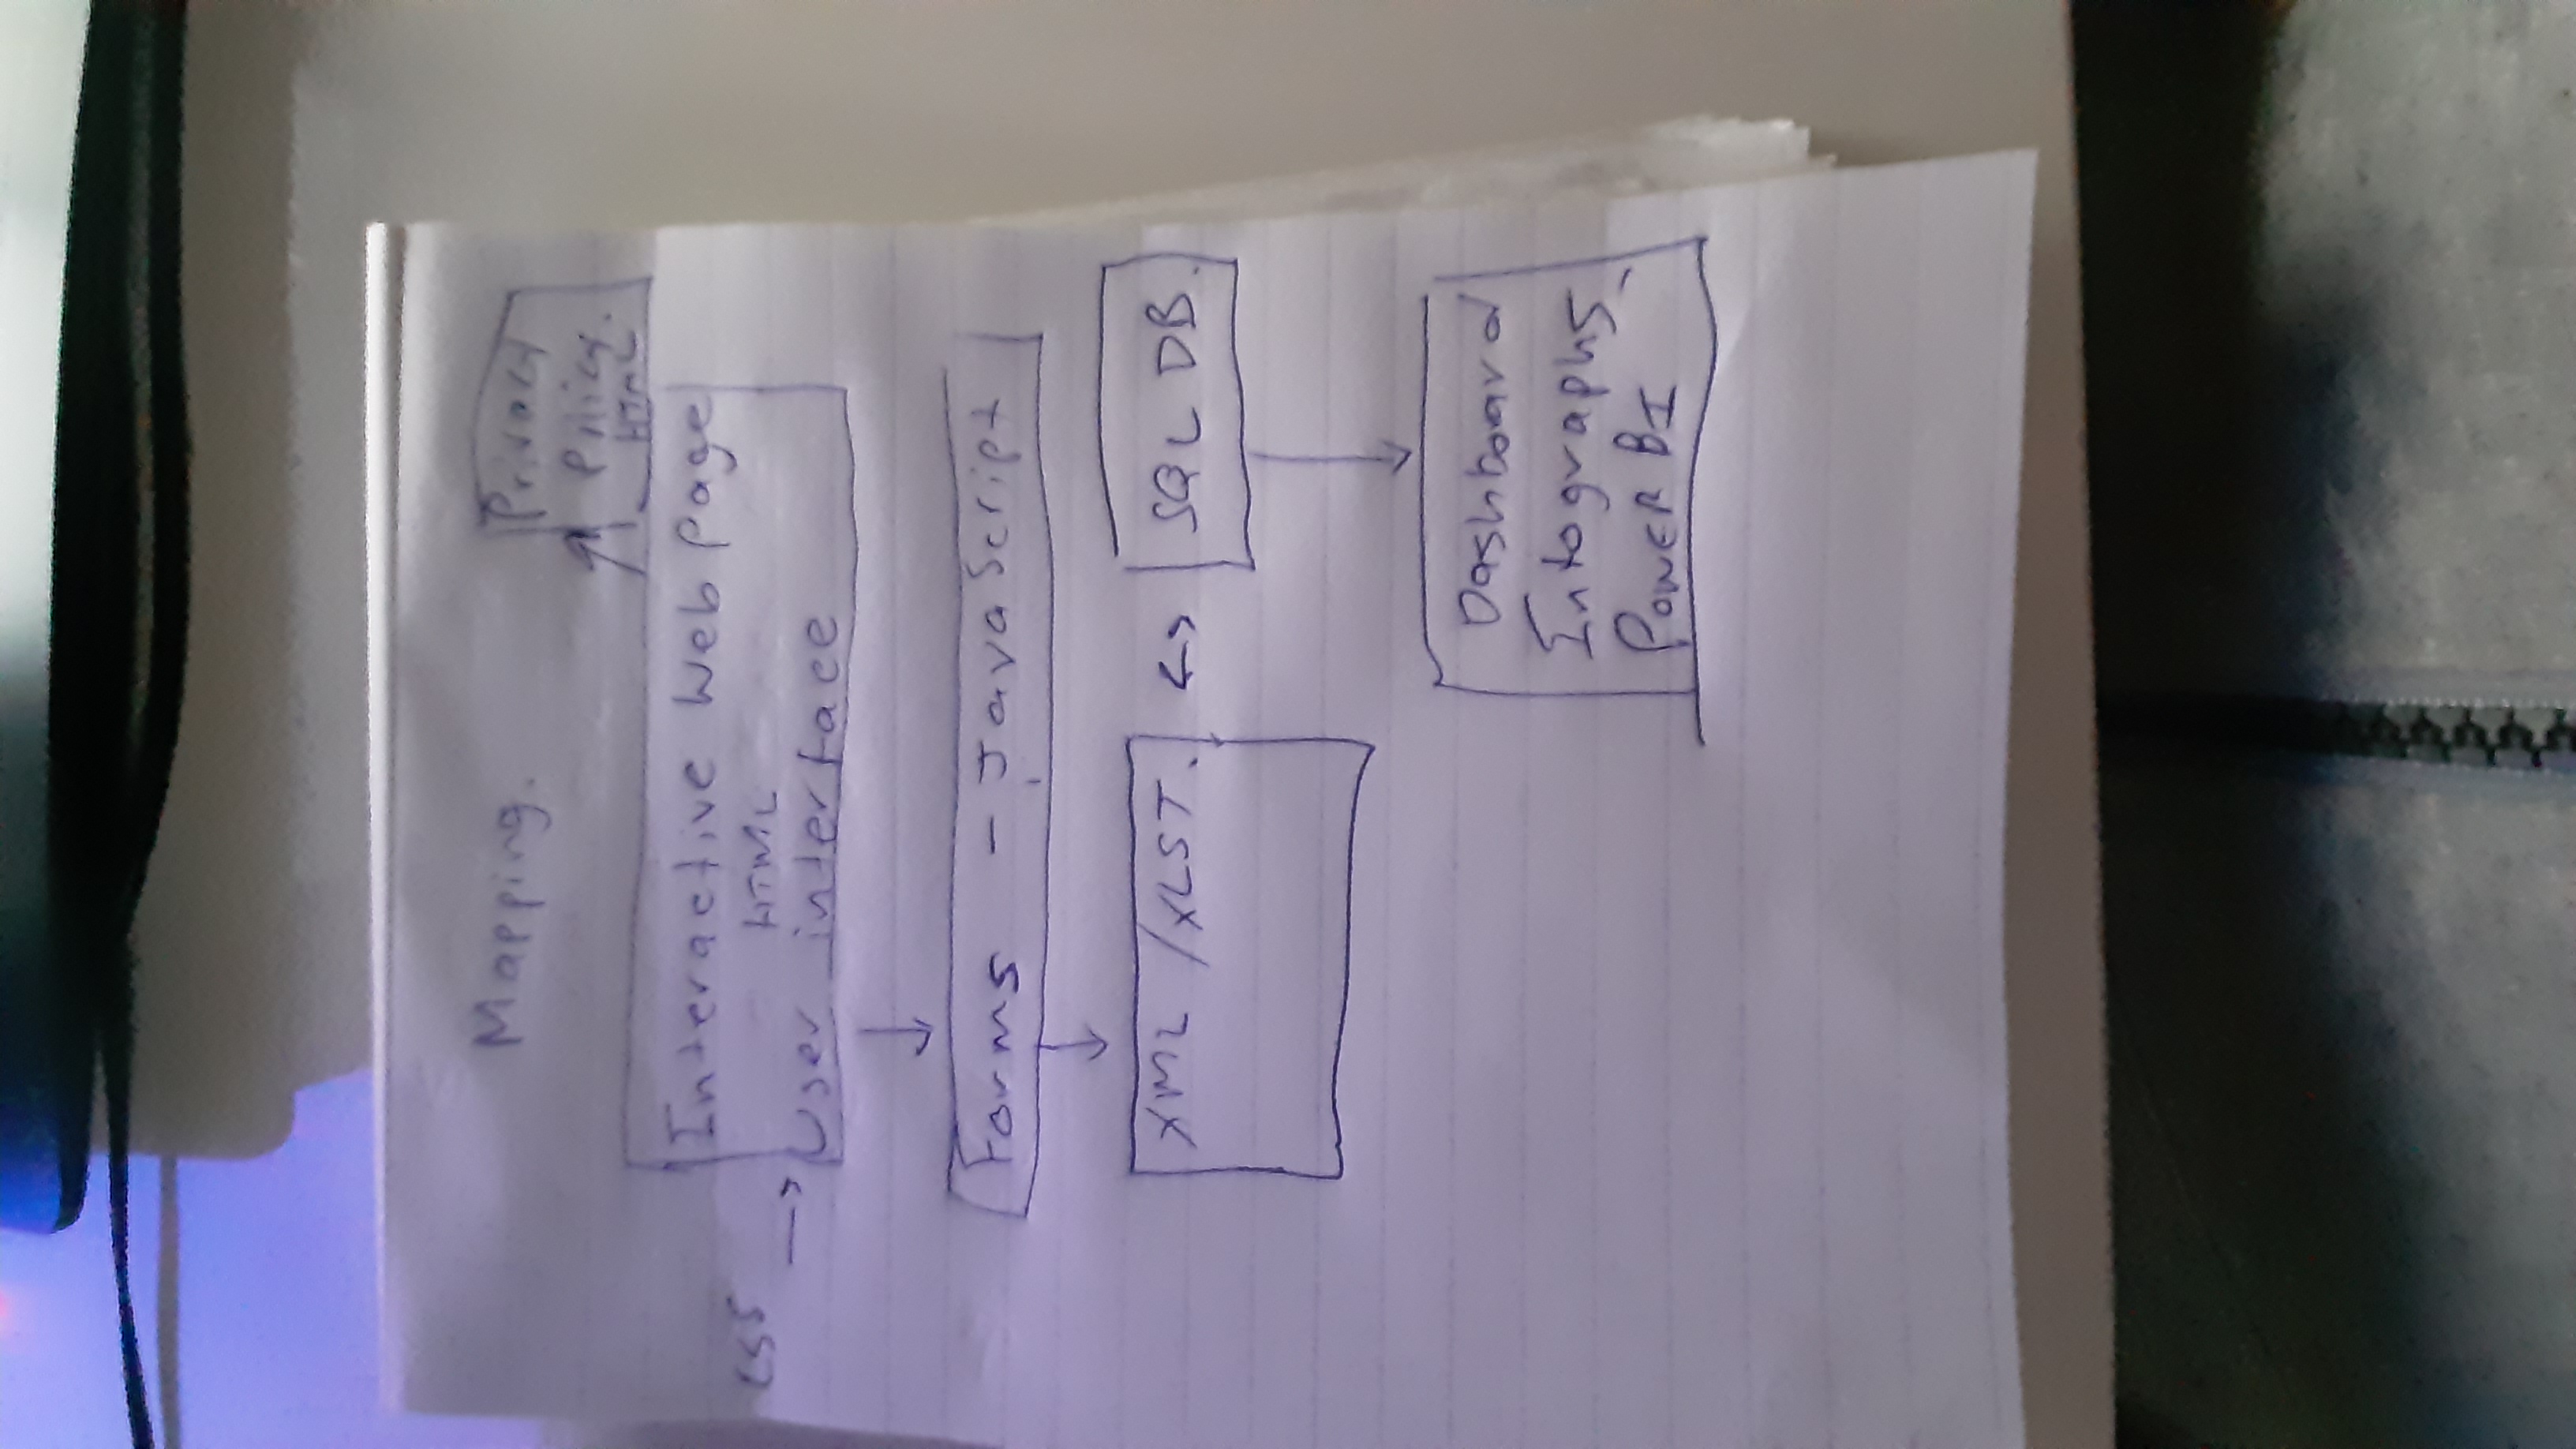 Mapping.
Privacy
Policy.
HTML
Interactive Web Page
HTML
CSS →
User interface
Forms - JavaScript
XML /XLST. <-> SQL DB.
Dashboard
Infographs
POWER BI